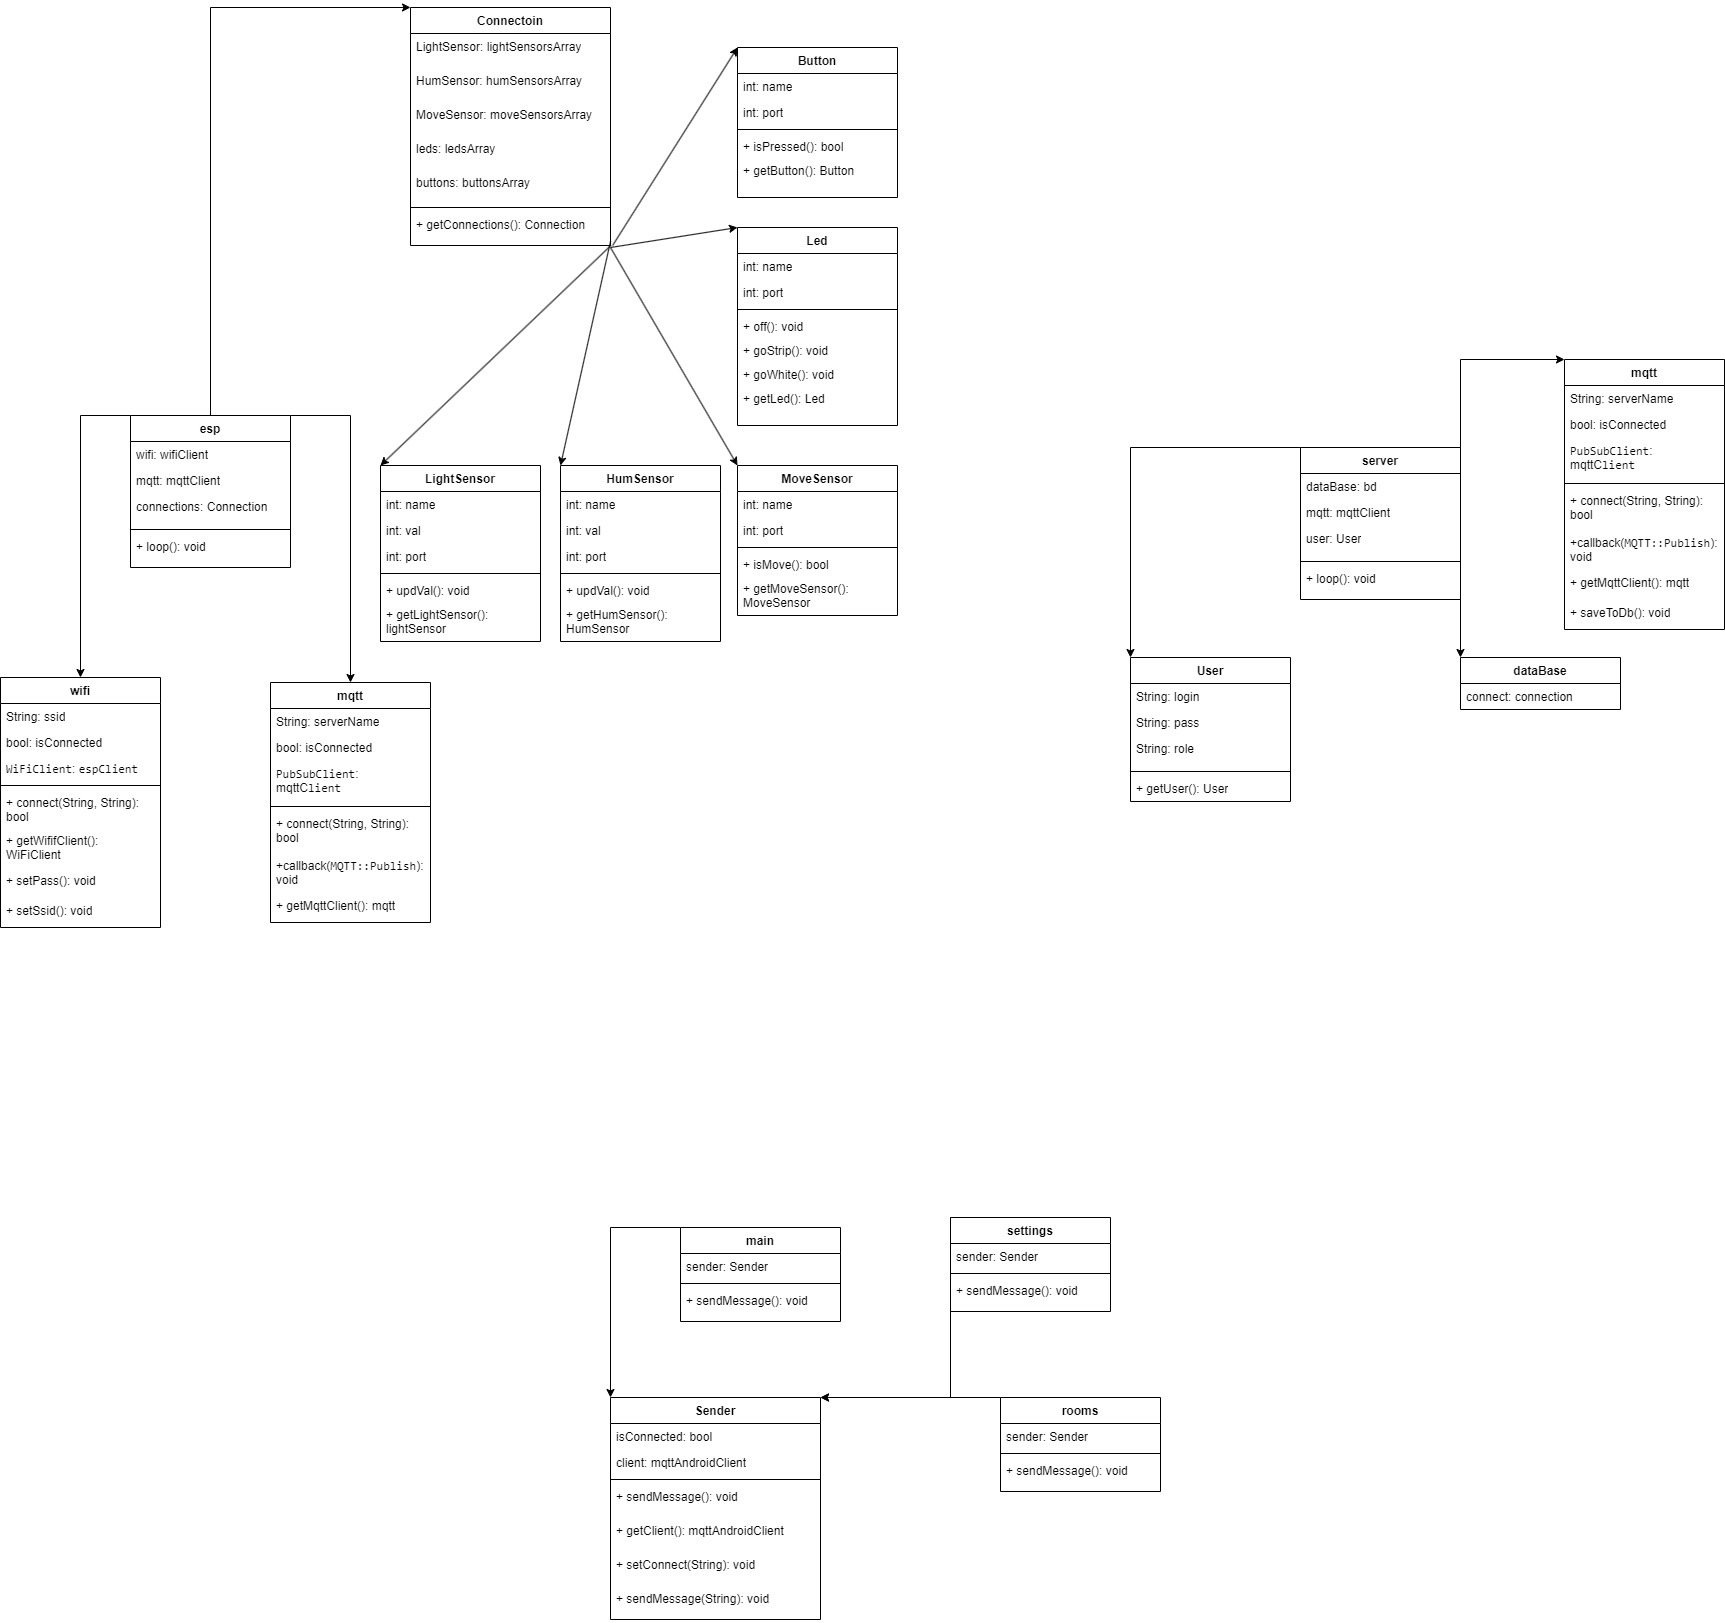 Connectoin
LightSensor: lightSensorsArray
HumSensor: humSensorsArray
MoveSensor: moveSensorsArray
leds: ledsArray
buttons: buttonsArray
+ getConnections(): Connection
Button
int: name
int: port
+ isPressed(): bool
+ getButton(): Button
Led
int: name
int: port
+ off(): void
+ goStrip(): void
+ goWhite(): void
+ getLed(): Led
esp
wifi: wifiClient
mqtt: mqttClient
connections: Connection
+ loop(): void
LightSensor
int: name
int: val
int: port
+ updVal(): void
+ getLightSensor():
lightSensor
HumSensor
int: name
int: val
int: port
+ updVal(): void
+ getHumSensor():
HumSensor
MoveSensor
int: name
int: port
+ isMove(): bool
+ getMoveSensor():
MoveSensor
wifi
String: ssid
bool: isConnected
WiFiClient: espClient
+ connect(String, String):
bool
+ getWififClient():
WiFiClient
+ setPass(): void
+ setSsid(): void
mqtt
String: serverName
bool: isConnected
PubSubClient:
mqttClient
+ connect(String, String):
bool
+callback(MQTT::Publish):
void
+ getMqttClient(): mqtt
server
dataBase: bd
mqtt: mqttClient
user: User
+ loop(): void
mqtt
String: serverName
bool: isConnected
PubSubClient:
mqttClient
+ connect(String, String):
bool
+callback(MQTT::Publish):
void
+ getMqttClient(): mqtt
+ saveToDb(): void
User
String: login
String: pass
String: role
+ getUser(): User
dataBase
connect: connection
main
sender: Sender
+ sendMessage(): void
settings
sender: Sender
+ sendMessage(): void
Sender
isConnected: bool
client: mqttAndroidClient
+ sendMessage(): void
+ getClient(): mqttAndroidClient
+ setConnect(String): void
+ sendMessage(String): void
rooms
sender: Sender
+ sendMessage(): void